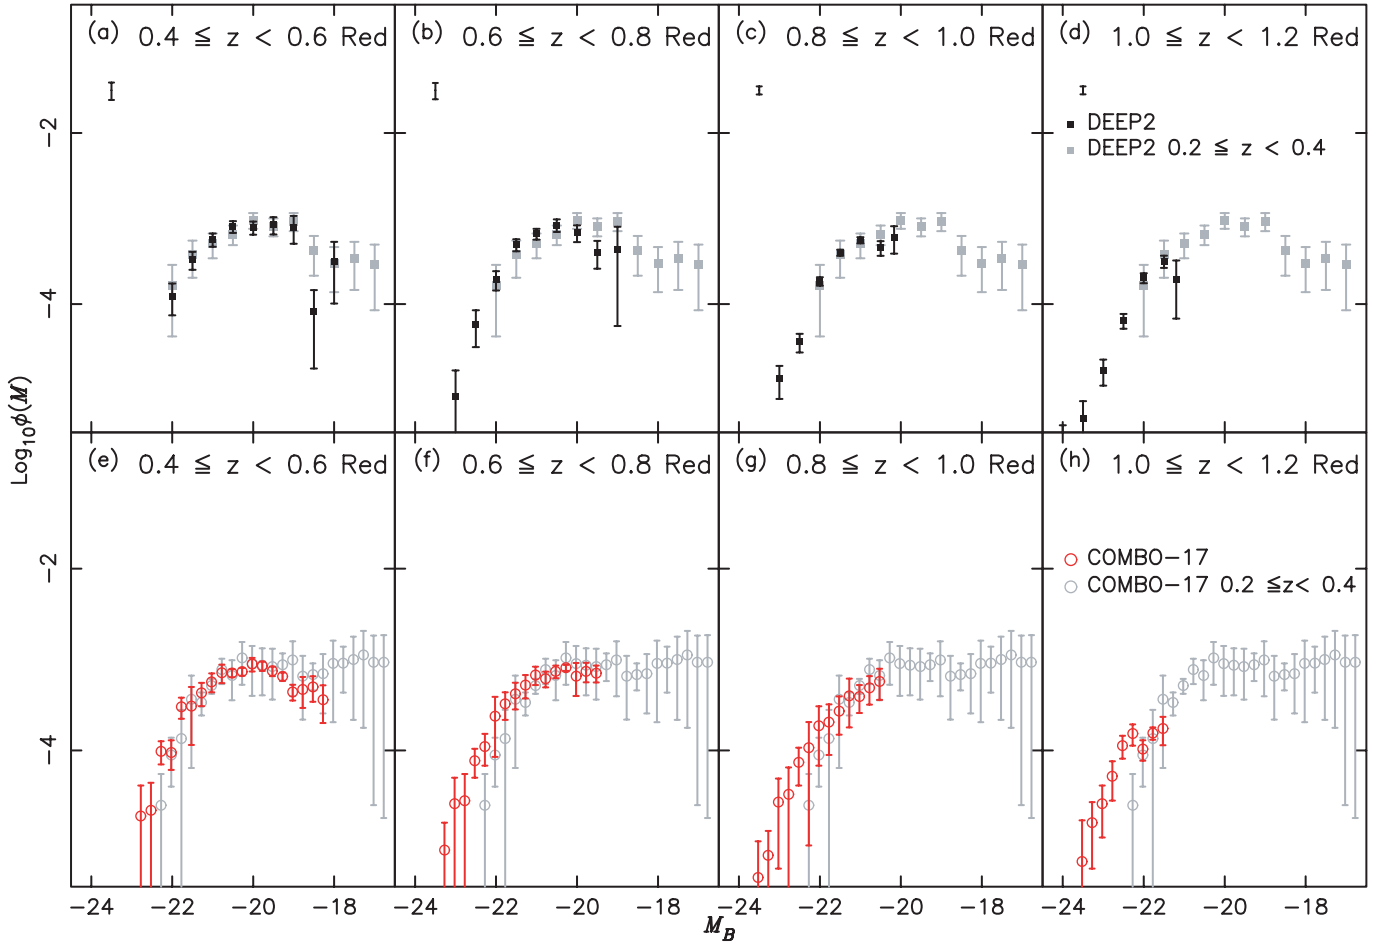 (a) 0.4 ≦ z < 0.6 Red
(b) 0.6 ≦ z < 0.8 Red
(c) 0.8 ≦ z < 1.0 Red
(d) 1.0 ≦ z < 1.2 Red
DEEP2
DEEP2 0.2 ≦ z < 0.4
-2
-4
Log₁₀φ(M)
(e) 0.4 ≦ z < 0.6 Red
(f) 0.6 ≦ z < 0.8 Red
(g) 0.8 ≦ z < 1.0 Red
(h) 1.0 ≦ z < 1.2 Red
COMBO-17
COMBO-17 0.2 ≦z< 0.4
-2
-4
-24 -22 -20 -18
-24 -22 -20 -18
-24 -22 -20 -18
-24 -22 -20 -18
M_B